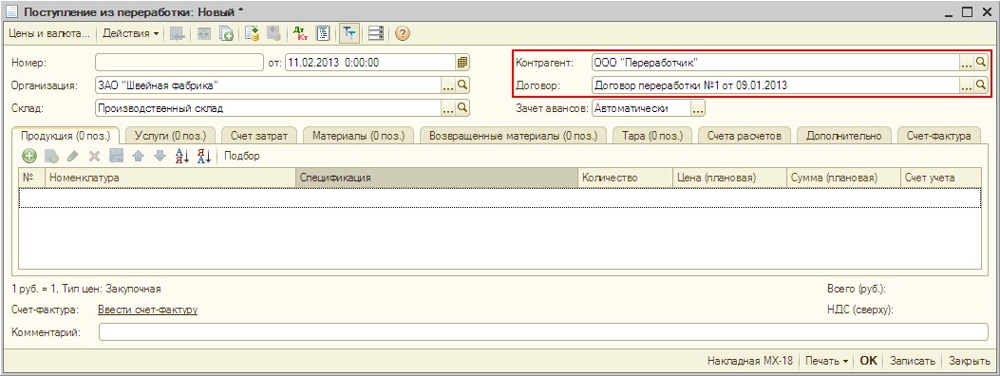 Поступление из переработки: Новый *
Цены и валюта... Действия Дт Кт ?
Номер: от: 11.02.2013 0:00:00 Контрагент: ООО "Переработчик" ...
Организация: ЗАО "Швейная фабрика" ... Договор: Договор переработки №1 от 09.01.2013 ...
Склад: Производственный склад ... Зачет авансов: Автоматически ...
Продукция (0 поз.) Услуги (0 поз.) Счет затрат Материалы (0 поз.) Возвращенные материалы (0 поз.) Тара (0 поз.) Счета расчетов Дополнительно Счет-фактура
АЯ ЯА Подбор
№ Номенклатура Спецификация Количество Цена (плановая) Сумма (плановая) Счет учета
1 руб. = 1, Тип цен: Закупочная Всего (руб.):
Счет-фактура: Ввести счет-фактуру НДС (сверху):
Комментарий:
Накладная МХ-18 Печать OK Записать Закрыть